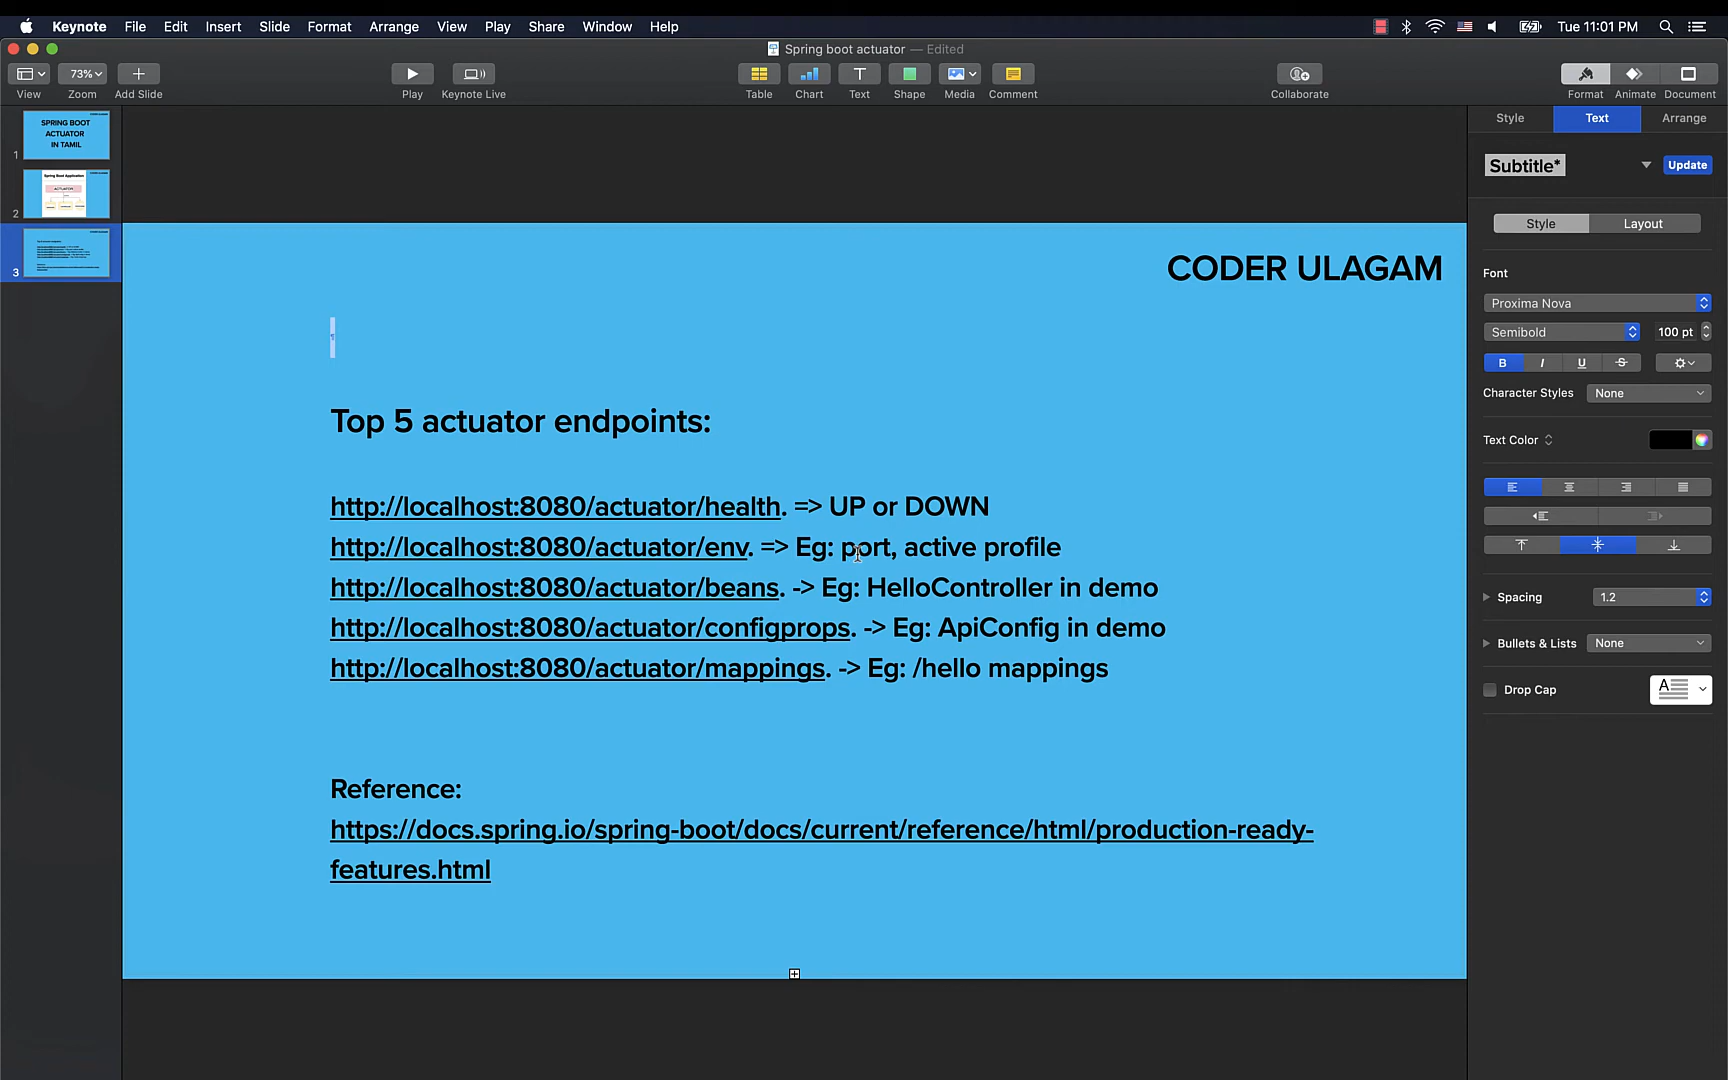 Keynote File Edit Insert Slide Format Arrange View Play Share Window Help
Tue 11:01 PM
Spring boot actuator — Edited
73%
View Zoom Add Slide Play Keynote Live Table Chart Text Shape Media Comment Collaborate Format Animate Document
SPRING BOOT
ACTUATOR
IN TAMIL
1
Spring Boot Application
ACTUATOR
2
3
CODER ULAGAM
Top 5 actuator endpoints:
http://localhost:8080/actuator/health. => UP or DOWN
http://localhost:8080/actuator/env. => Eg: port, active profile
http://localhost:8080/actuator/beans. -> Eg: HelloController in demo
http://localhost:8080/actuator/configprops. -> Eg: ApiConfig in demo
http://localhost:8080/actuator/mappings. -> Eg: /hello mappings
Reference:
https://docs.spring.io/spring-boot/docs/current/reference/html/production-ready-
features.html
Style Text Arrange
Subtitle* Update
Style Layout
Font
Proxima Nova
Semibold 100 pt
B I U S
Character Styles None
Text Color
Spacing 1.2
Bullets & Lists None
Drop Cap A